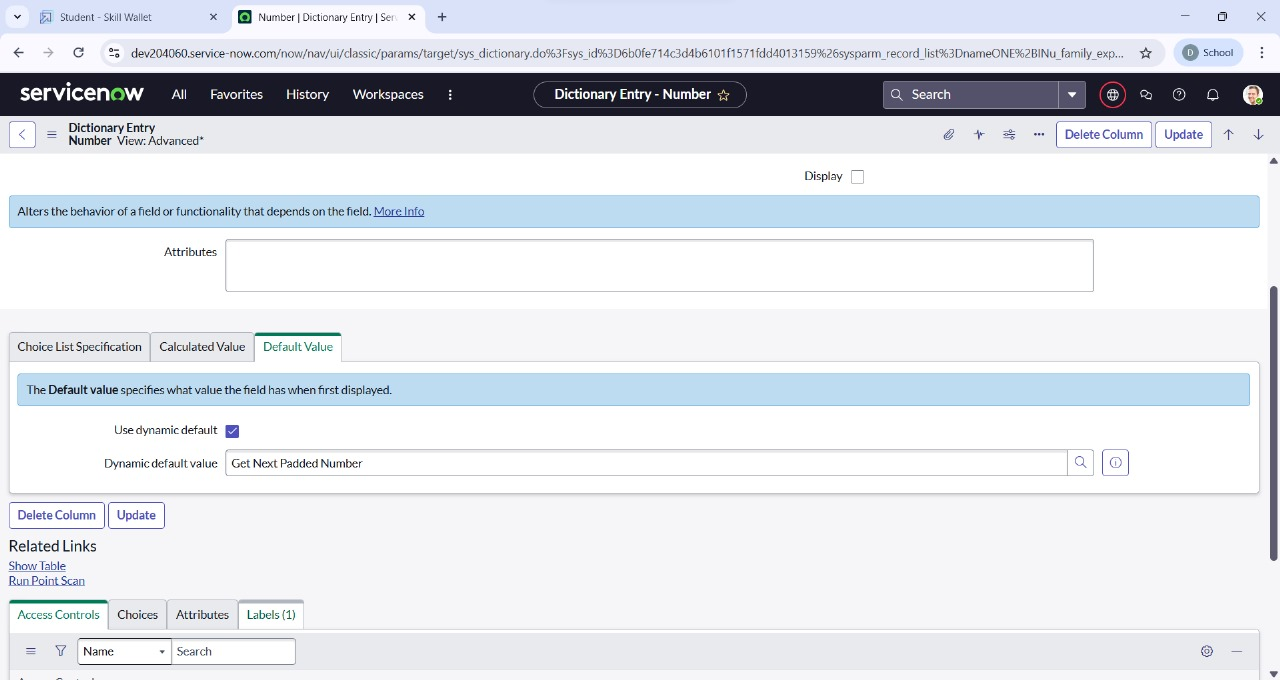 Student - Skill Wallet
Number | Dictionary Entry | Ser
dev204060.service-now.com/now/nav/ui/classic/params/target/sys_dictionary.do%3Fsys_id%3D6b0fe714c3d4b6101f1571fdd4013159%26sysparm_record_list%3DnameONE%2BINu_family_exp...
D School
servicenow
All Favorites History Workspaces
Dictionary Entry - Number
Search
Dictionary Entry
Number View: Advanced*
Delete Column Update
Display
Alters the behavior of a field or functionality that depends on the field. More Info
Attributes
Choice List Specification Calculated Value Default Value
The Default value specifies what value the field has when first displayed.
Use dynamic default
Dynamic default value Get Next Padded Number
Delete Column Update
Related Links
Show Table
Run Point Scan
Access Controls Choices Attributes Labels (1)
Name Search